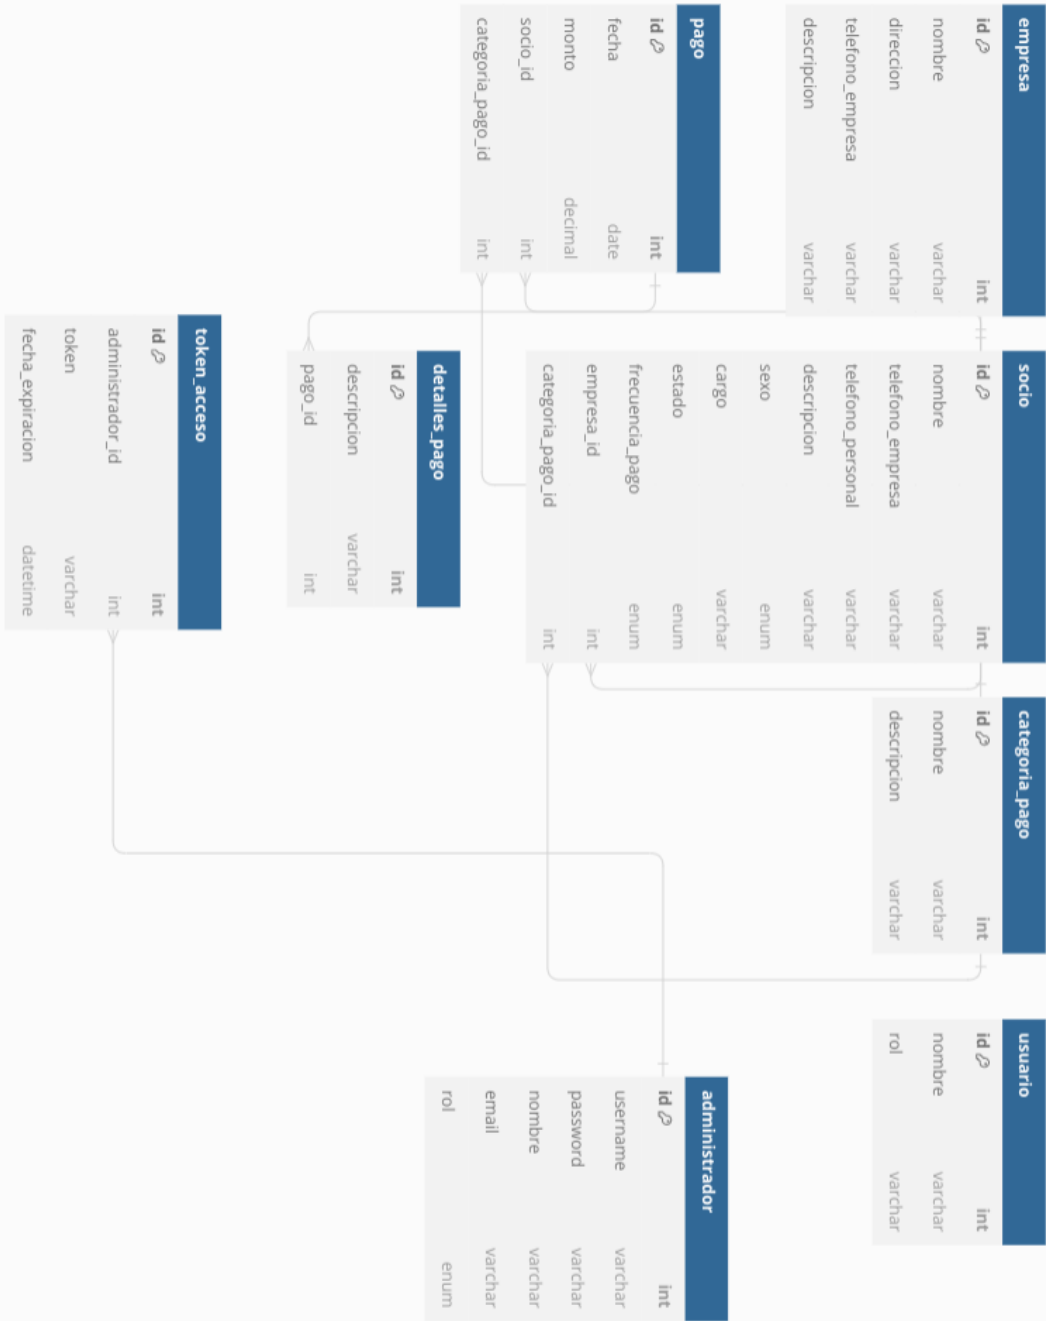 empresa
id int
nombre varchar
direccion varchar
telefono_empresa varchar
descripcion varchar
socio
id int
nombre varchar
telefono_empresa varchar
telefono_personal varchar
descripcion varchar
sexo enum
cargo varchar
estado enum
frecuencia_pago enum
empresa_id int
categoria_pago_id int
categoria_pago
id int
nombre varchar
descripcion varchar
usuario
id int
nombre varchar
rol varchar
pago
id int
fecha date
monto decimal
socio_id int
categoria_pago_id int
administrador
id int
username varchar
password varchar
nombre varchar
email varchar
rol enum
detalles_pago
id int
descripcion varchar
pago_id int
token_acceso
id int
administrador_id int
token varchar
fecha_expiracion datetime